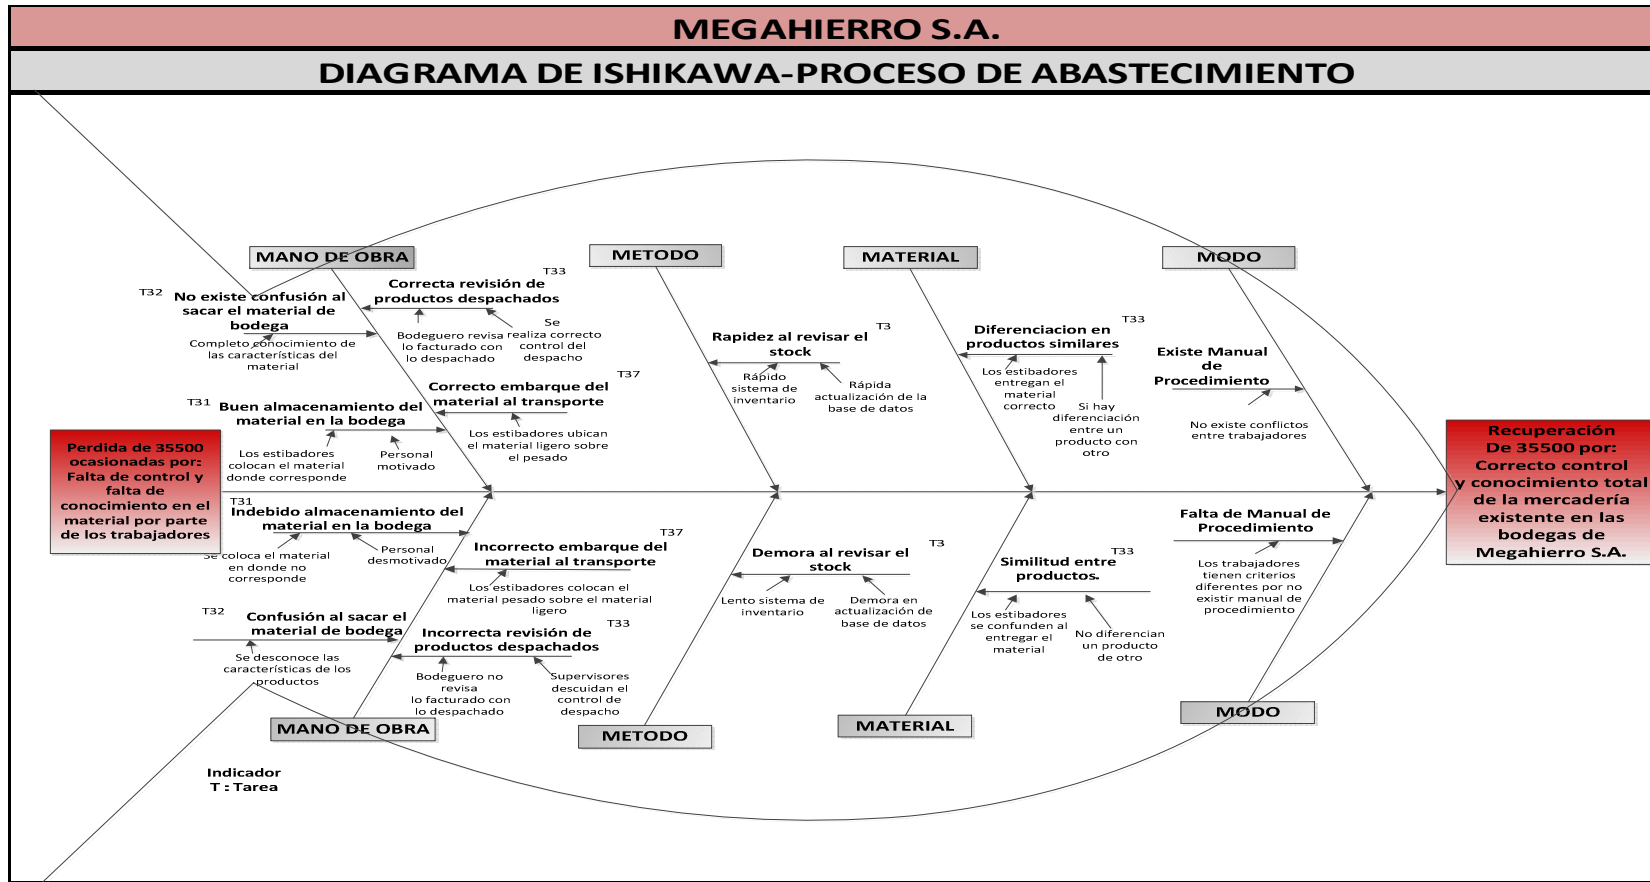 MEGAHIERRO S.A.
DIAGRAMA DE ISHIKAWA-PROCESO DE ABASTECIMIENTO
MANO DE OBRA
METODO
MATERIAL
MODO
T32
No existe confusión al
sacar el material de
bodega
Completo conocimiento de
las características del
material
T33
Correcta revisión de
productos despachados
Bodeguero revisa
lo facturado con
lo despachado
Se
realiza correcto
control del
despacho
T31
Buen almacenamiento del
material en la bodega
Los estibadores
colocan el material
donde corresponde
Personal
motivado
T37
Correcto embarque del
material al transporte
Los estibadores ubican
el material ligero sobre
el pesado
T3
Rapidez al revisar el
stock
Rápido
sistema de
inventario
Rápida
actualización de la
base de datos
T33
Diferenciacion en
productos similares
Los estibadores
entregan el
material
correcto
Si hay
diferenciación
entre un
producto con
otro
Existe Manual
de
Procedimiento
No existe conflictos
entre trabajadores
Perdida de 35500
ocasionadas por:
Falta de control y
falta de
conocimiento en el
material por parte
de los trabajadores
Recuperación
De 35500 por:
Correcto control
y conocimiento total
de la mercadería
existente en las
bodegas de
Megahierro S.A.
T31
Indebido almacenamiento del
material en la bodega
Se coloca el material
en donde no
corresponde
Personal
desmotivado
T37
Incorrecto embarque del
material al transporte
Los estibadores colocan el
material pesado sobre el material
ligero
T32
Confusión al sacar el
material de bodega
Se desconoce las
características de los
productos
T33
Incorrecta revisión de
productos despachados
Bodeguero no
revisa
lo facturado con
lo despachado
Supervisores
descuidan el
control de
despacho
T3
Demora al revisar el
stock
Lento sistema de
inventario
Demora en
actualización de
base de datos
T33
Similitud entre
productos.
Los estibadores
se confunden al
entregar el
material
No diferencian
un producto
de otro
Falta de Manual de
Procedimiento
Los trabajadores
tienen criterios
diferentes por no
existir manual de
procedimiento
MANO DE OBRA
METODO
MATERIAL
MODO
Indicador
T : Tarea